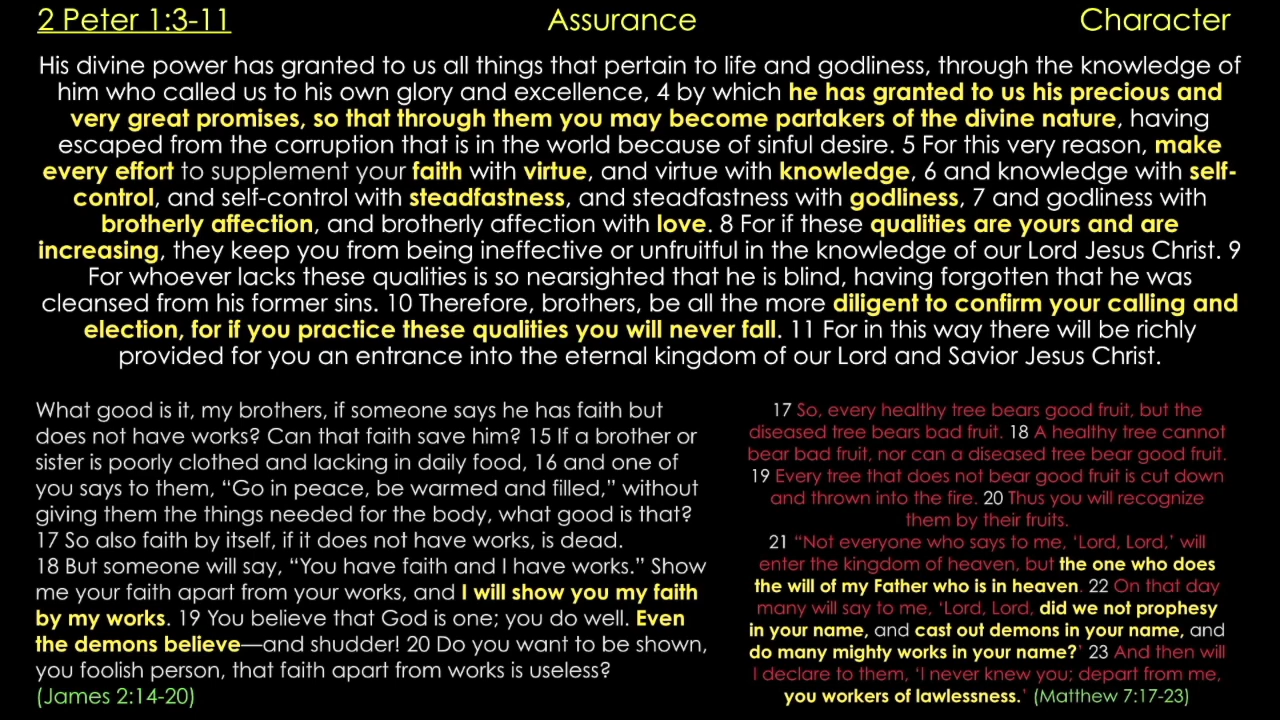 2 Peter 1:3-11 Assurance Character
His divine power has granted to us all things that pertain to life and godliness, through the knowledge of
him who called us to his own glory and excellence, 4 by which he has granted to us his precious and
very great promises, so that through them you may become partakers of the divine nature, having
escaped from the corruption that is in the world because of sinful desire. 5 For this very reason, make
every effort to supplement your faith with virtue, and virtue with knowledge, 6 and knowledge with self-
control, and self-control with steadfastness, and steadfastness with godliness, 7 and godliness with
brotherly affection, and brotherly affection with love. 8 For if these qualities are yours and are
increasing, they keep you from being ineffective or unfruitful in the knowledge of our Lord Jesus Christ. 9
For whoever lacks these qualities is so nearsighted that he is blind, having forgotten that he was
cleansed from his former sins. 10 Therefore, brothers, be all the more diligent to confirm your calling and
election, for if you practice these qualities you will never fall. 11 For in this way there will be richly
provided for you an entrance into the eternal kingdom of our Lord and Savior Jesus Christ.
What good is it, my brothers, if someone says he has faith but
does not have works? Can that faith save him? 15 If a brother or
sister is poorly clothed and lacking in daily food, 16 and one of
you says to them, “Go in peace, be warmed and filled,” without
giving them the things needed for the body, what good is that?
17 So also faith by itself, if it does not have works, is dead.
18 But someone will say, “You have faith and I have works.” Show
me your faith apart from your works, and I will show you my faith
by my works. 19 You believe that God is one; you do well. Even
the demons believe—and shudder! 20 Do you want to be shown,
you foolish person, that faith apart from works is useless?
(James 2:14-20)
17 So, every healthy tree bears good fruit, but the
diseased tree bears bad fruit. 18 A healthy tree cannot
bear bad fruit, nor can a diseased tree bear good fruit.
19 Every tree that does not bear good fruit is cut down
and thrown into the fire. 20 Thus you will recognize
them by their fruits.
21 “Not everyone who says to me, ‘Lord, Lord,’ will
enter the kingdom of heaven, but the one who does
the will of my Father who is in heaven. 22 On that day
many will say to me, ‘Lord, Lord, did we not prophesy
in your name, and cast out demons in your name, and
do many mighty works in your name?’ 23 And then will
I declare to them, ‘I never knew you; depart from me,
you workers of lawlessness.’ (Matthew 7:17-23)